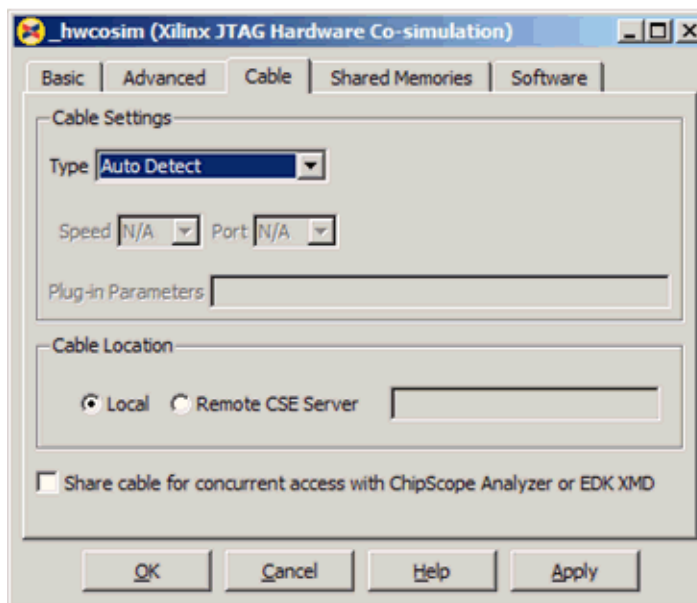 _hwcosim (Xilinx JTAG Hardware Co-simulation)
Basic Advanced Cable Shared Memories Software
Cable Settings
Type Auto Detect
Speed N/A Port N/A
Plug-in Parameters
Cable Location
Local Remote CSE Server
Share cable for concurrent access with ChipScope Analyzer or EDK XMD
OK Cancel Help Apply